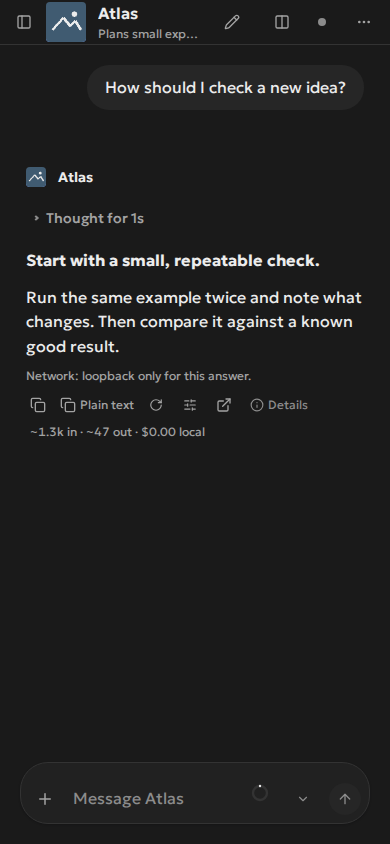 Atlas
Plans small exp…
How should I check a new idea?
Atlas
Thought for 1s
Start with a small, repeatable check.
Run the same example twice and note what
changes. Then compare it against a known
good result.
Network: loopback only for this answer.
Plain text
Details
~1.3k in · ~47 out · $0.00 local
Message Atlas